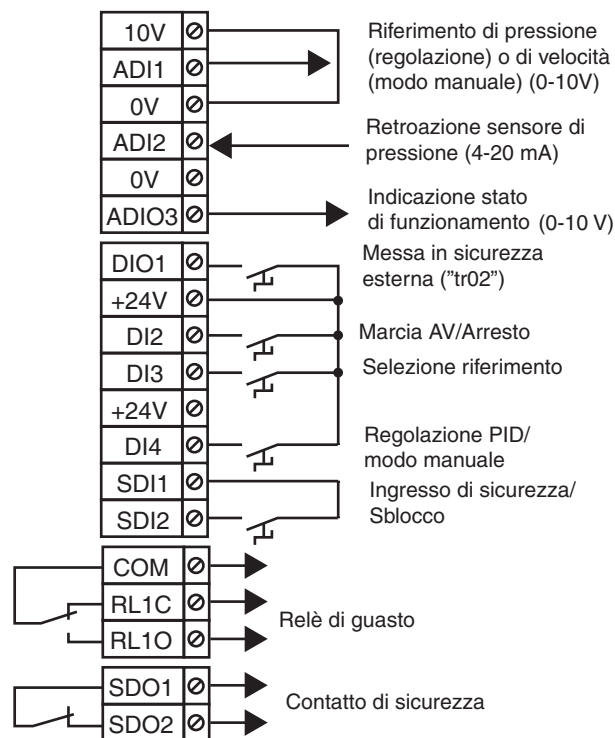 10V
ADI1
0V
ADI2
0V
ADIO3
Riferimento di pressione
(regolazione) o di velocità
(modo manuale) (0-10V)
Retroazione sensore di
pressione (4-20 mA)
Indicazione stato
di funzionamento (0-10 V)
DIO1
+24V
DI2
DI3
+24V
DI4
SDI1
SDI2
Messa in sicurezza
esterna ("tr02")
Marcia AV/Arresto
Selezione riferimento
Regolazione PID/
modo manuale
Ingresso di sicurezza/
Sblocco
COM
RL1C
RL1O
Relè di guasto
SDO1
SDO2
Contatto di sicurezza